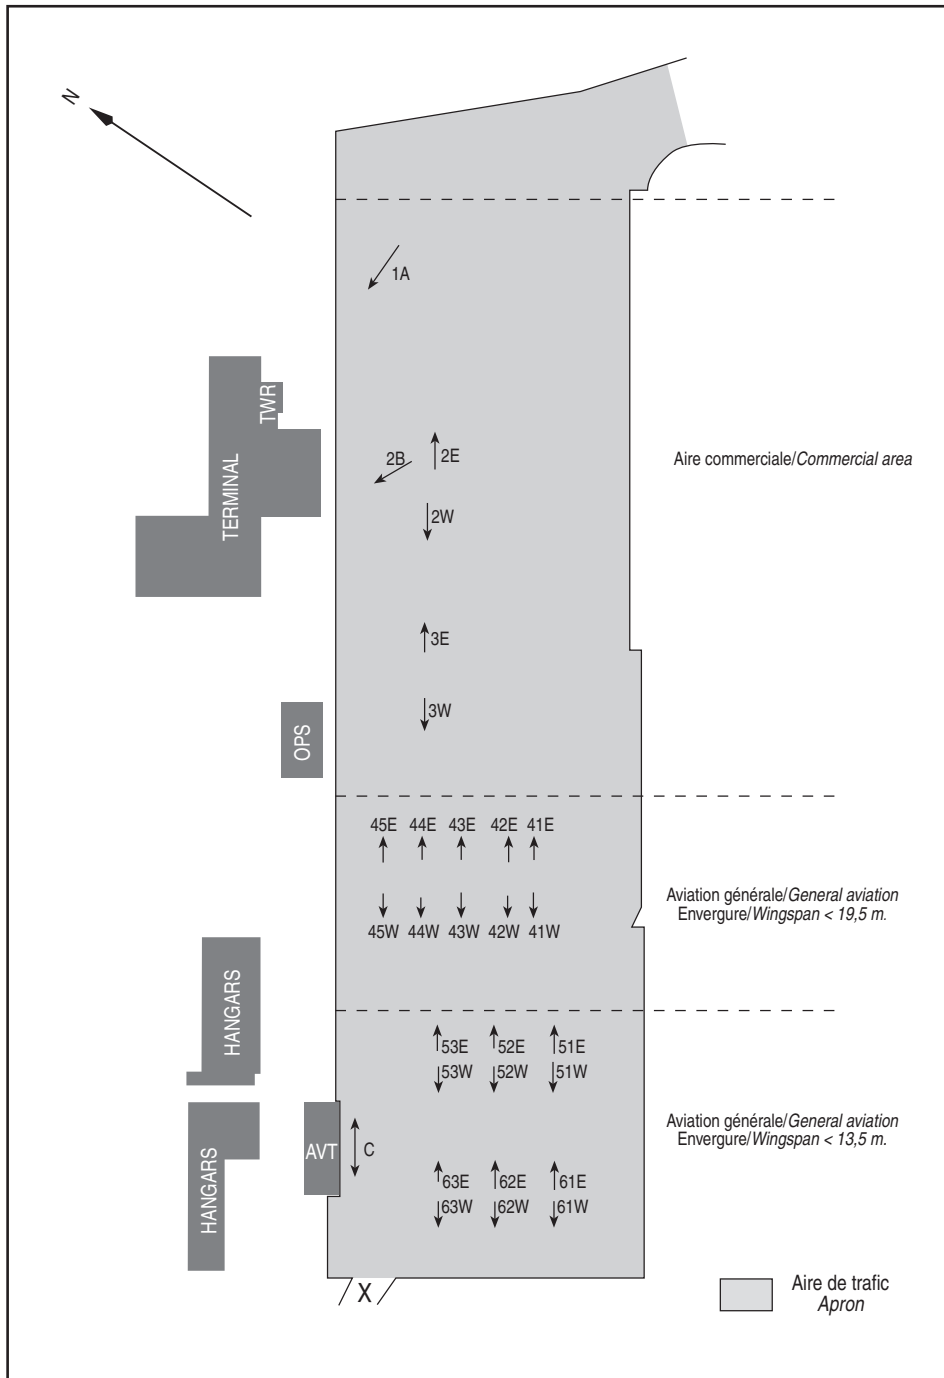 N
1A
TWR
TERMINAL
2B
2E
Aire commerciale/Commercial area
2W
3E
3W
OPS
45E 44E 43E 42E 41E
Aviation générale/General aviation
Envergure/Wingspan < 19,5 m.
45W 44W 43W 42W 41W
HANGARS
53E 52E 51E
53W 52W 51W
Aviation générale/General aviation
Envergure/Wingspan < 13,5 m.
AVT
C
HANGARS
63E 62E 61E
63W 62W 61W
X
Aire de trafic
Apron